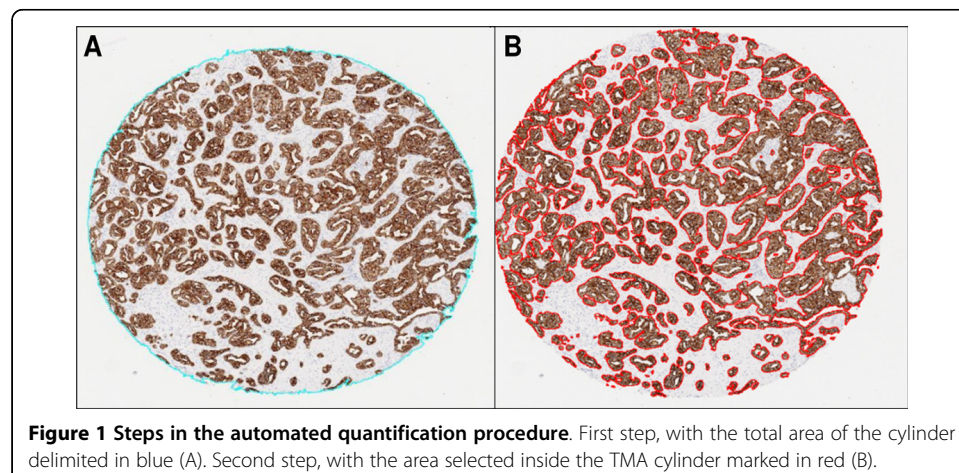 A
B
Figure 1 Steps in the automated quantification procedure. First step, with the total area of the cylinder
delimited in blue (A). Second step, with the area selected inside the TMA cylinder marked in red (B).